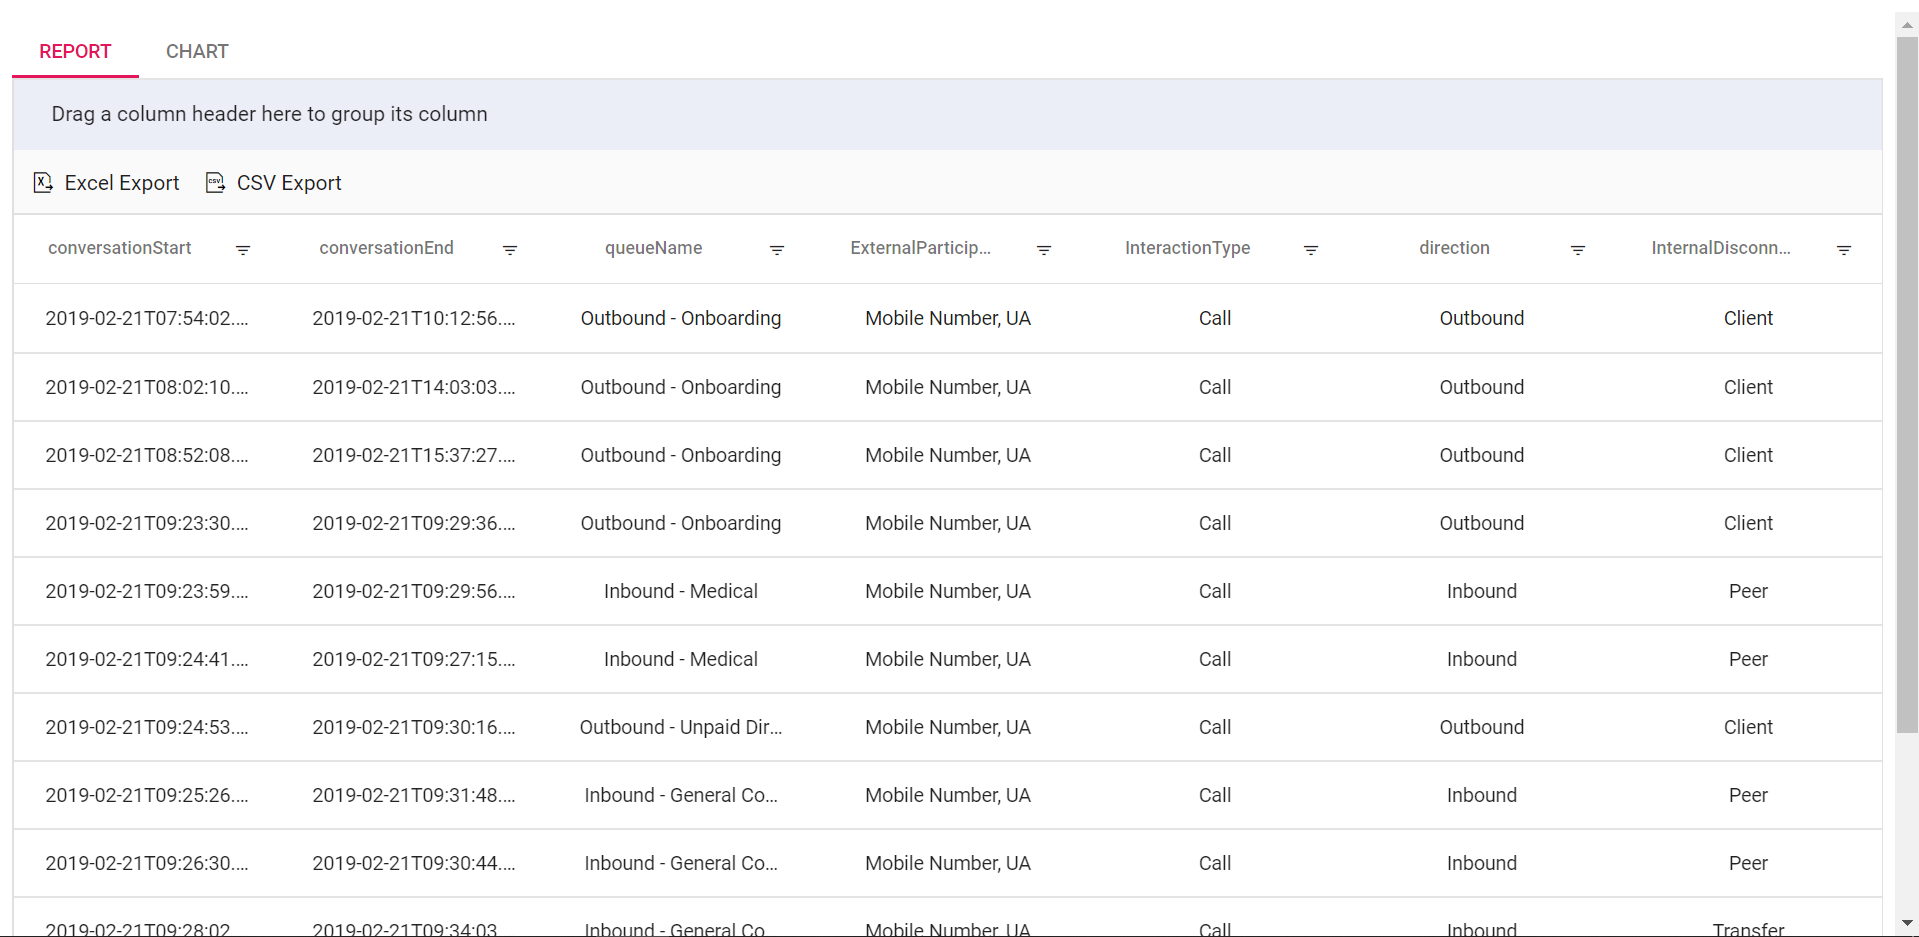 REPORT CHART
Drag a column header here to group its column
Excel Export CSV Export
conversationStart conversationEnd queueName ExternalParticip... InteractionType direction InternalDisconn...
2019-02-21T07:54:02.... 2019-02-21T10:12:56.... Outbound - Onboarding Mobile Number, UA Call Outbound Client
2019-02-21T08:02:10.... 2019-02-21T14:03:03.... Outbound - Onboarding Mobile Number, UA Call Outbound Client
2019-02-21T08:52:08.... 2019-02-21T15:37:27.... Outbound - Onboarding Mobile Number, UA Call Outbound Client
2019-02-21T09:23:30.... 2019-02-21T09:29:36.... Outbound - Onboarding Mobile Number, UA Call Outbound Client
2019-02-21T09:23:59.... 2019-02-21T09:29:56.... Inbound - Medical Mobile Number, UA Call Inbound Peer
2019-02-21T09:24:41.... 2019-02-21T09:27:15.... Inbound - Medical Mobile Number, UA Call Inbound Peer
2019-02-21T09:24:53.... 2019-02-21T09:30:16.... Outbound - Unpaid Dir... Mobile Number, UA Call Outbound Client
2019-02-21T09:25:26.... 2019-02-21T09:31:48.... Inbound - General Co... Mobile Number, UA Call Inbound Peer
2019-02-21T09:26:30.... 2019-02-21T09:30:44.... Inbound - General Co... Mobile Number, UA Call Inbound Peer
2019-02-21T09:28:02 2019-02-21T09:34:03 Inbound - General Co Mobile Number, UA Call Inbound Transfer